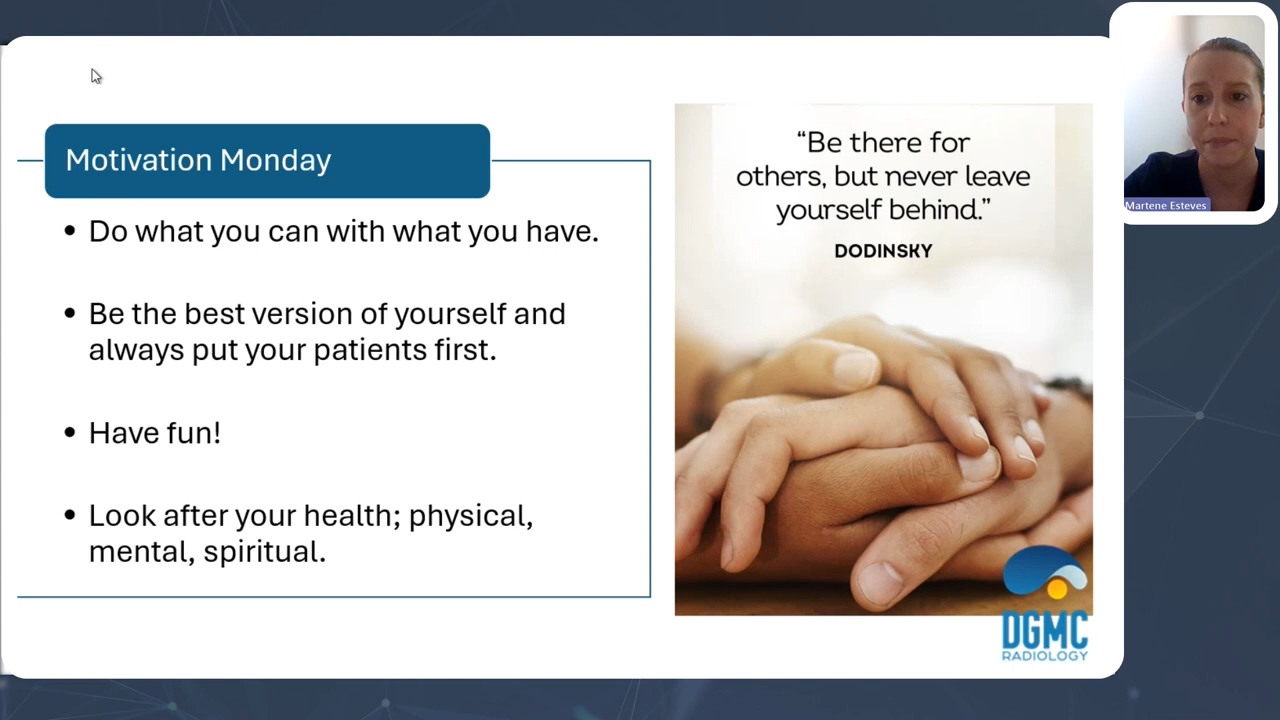 Motivation Monday
• Do what you can with what you have.
• Be the best version of yourself and
always put your patients first.
• Have fun!
• Look after your health; physical,
mental, spiritual.
“Be there for
others, but never leave
yourself behind.”
DODINSKY
DGMC
RADIOLOGY
Martene Esteves